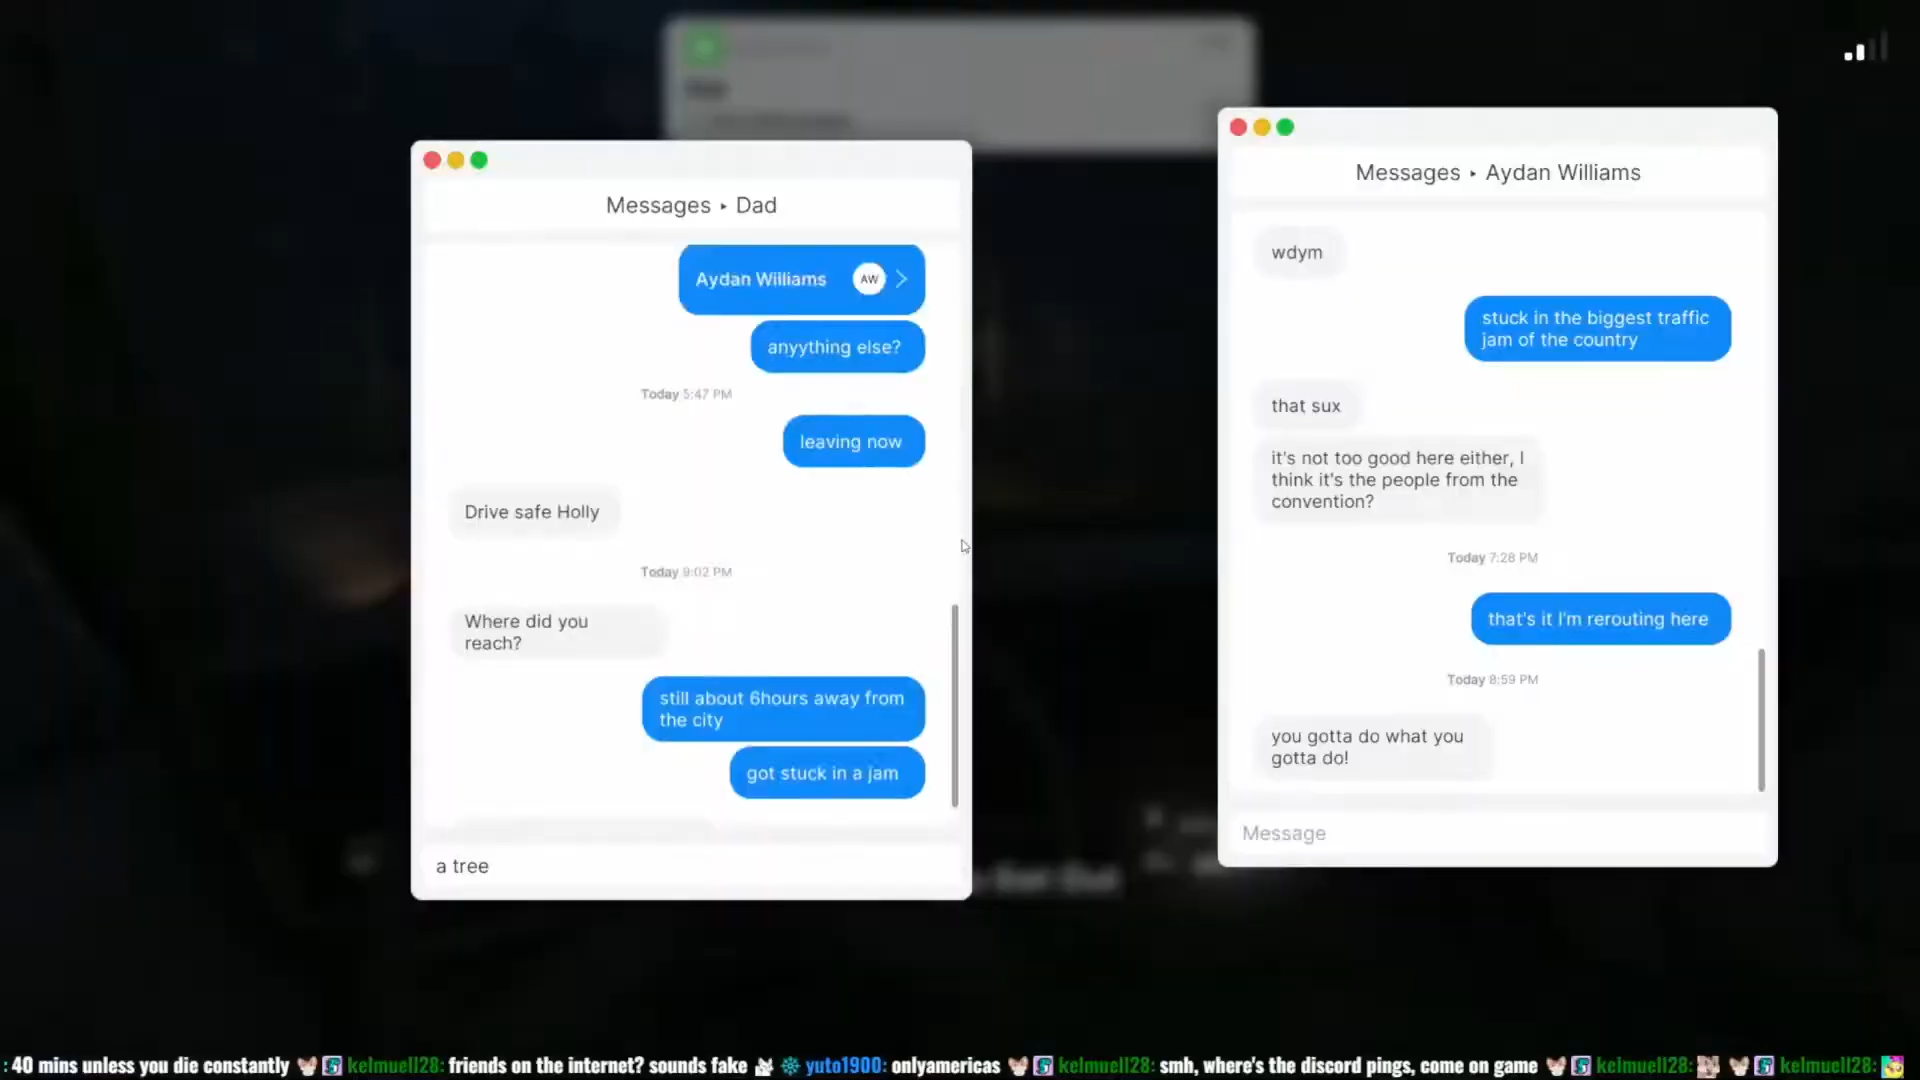 Messages ▸ Dad
Aydan Williams AW
anyything else?
Today 5:47 PM
leaving now
Drive safe Holly
Today 9:02 PM
Where did you
reach?
still about 6hours away from
the city
got stuck in a jam
a tree
Messages ▸ Aydan Williams
wdym
stuck in the biggest traffic
jam of the country
that sux
it's not too good here either, I
think it's the people from the
convention?
Today 7:28 PM
that's it I'm rerouting here
Today 8:59 PM
you gotta do what you
gotta do!
Message
: 40 mins unless you die constantly kelmuell28: friends on the internet? sounds fake yuto1900: onlyamericas kelmuell28: smh, where's the discord pings, come on game kelmuell28: kelmuell28: